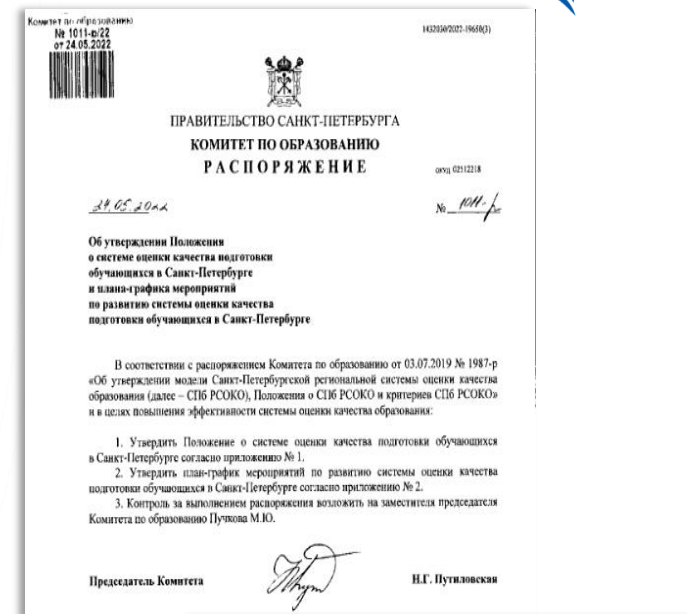 Комитет по образованию
№ 1011-р/22
от 24.05.2022
1432030/2022-19650(3)
ПРАВИТЕЛЬСТВО САНКТ-ПЕТЕРБУРГА
КОМИТЕТ ПО ОБРАЗОВАНИЮ
РАСПОРЯЖЕНИЕ
окуд 02512218
24.05.2022
№ 1011-р
Об утверждении Положения
о системе оценки качества подготовки
обучающихся в Санкт-Петербурге
и плана-графика мероприятий
по развитию системы оценки качества
подготовки обучающихся в Санкт-Петербурге
В соответствии с распоряжением Комитета по образованию от 03.07.2019 № 1987-р
«Об утверждении модели Санкт-Петербургской региональной системы оценки качества
образования (далее – СПб РСОКО), Положения о СПб РСОКО и критериев СПб РСОКО»
и в целях повышения эффективности системы оценки качества образования:
1. Утвердить Положение о системе оценки качества подготовки обучающихся
в Санкт-Петербурге согласно приложению № 1.
2. Утвердить план-график мероприятий по развитию системы оценки качества
подготовки обучающихся в Санкт-Петербурге согласно приложению № 2.
3. Контроль за выполнением распоряжения возложить на заместителя председателя
Комитета по образованию Пучкова М.Ю.
Председатель Комитета
Н.Г. Путиловская